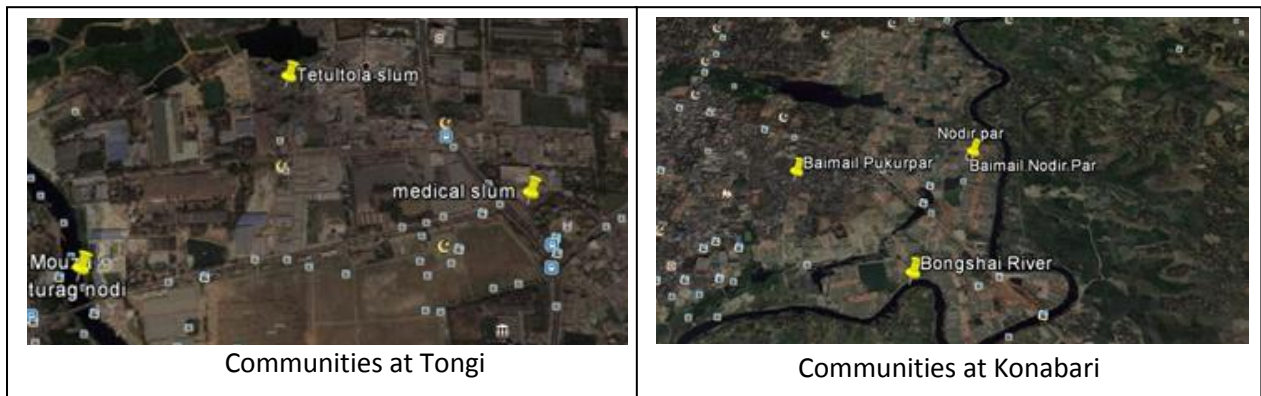 Tetultola slum
medical slum
turag nodi
Communities at Tongi
Nodir par
Baimail Pukurpar
Baimail Nodir Par
Bongshai River
Communities at Konabari